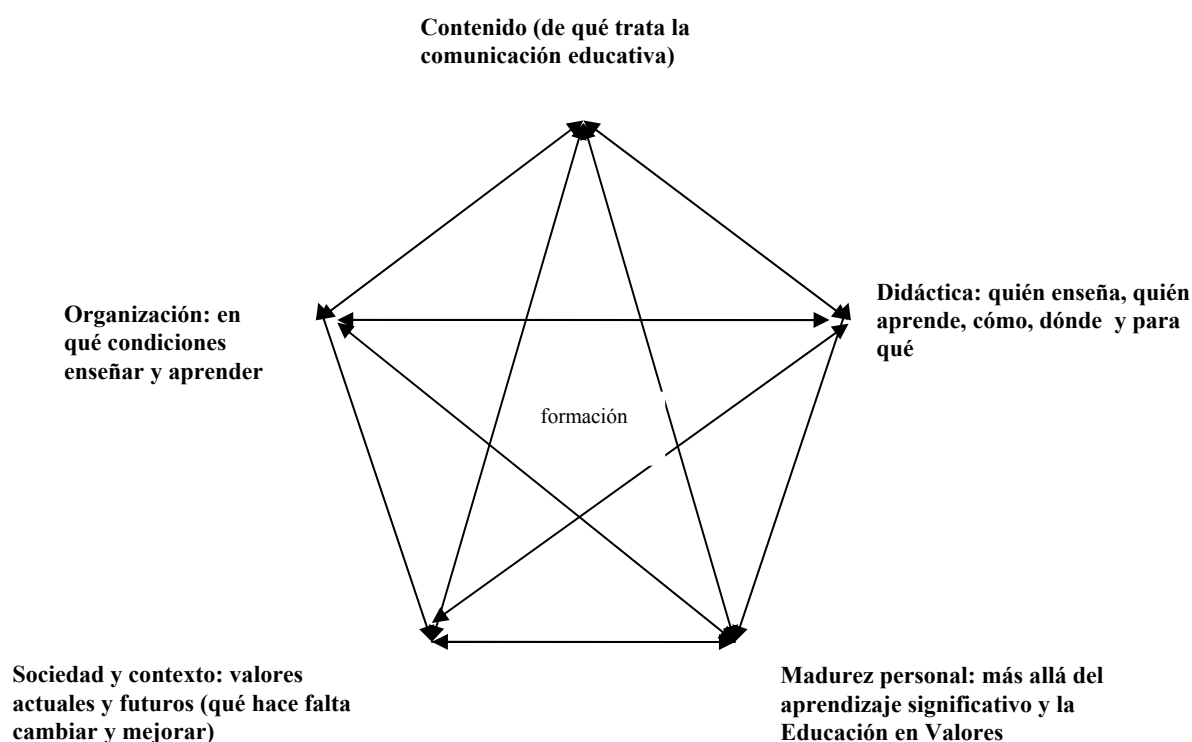 Contenido (de qué trata la
comunicación educativa)
Organización: en
qué condiciones
enseñar y aprender
Didáctica: quién enseña, quién
aprende, cómo, dónde y para
qué
formación
Sociedad y contexto: valores
actuales y futuros (qué hace falta
cambiar y mejorar)
Madurez personal: más allá del
aprendizaje significativo y la
Educación en Valores